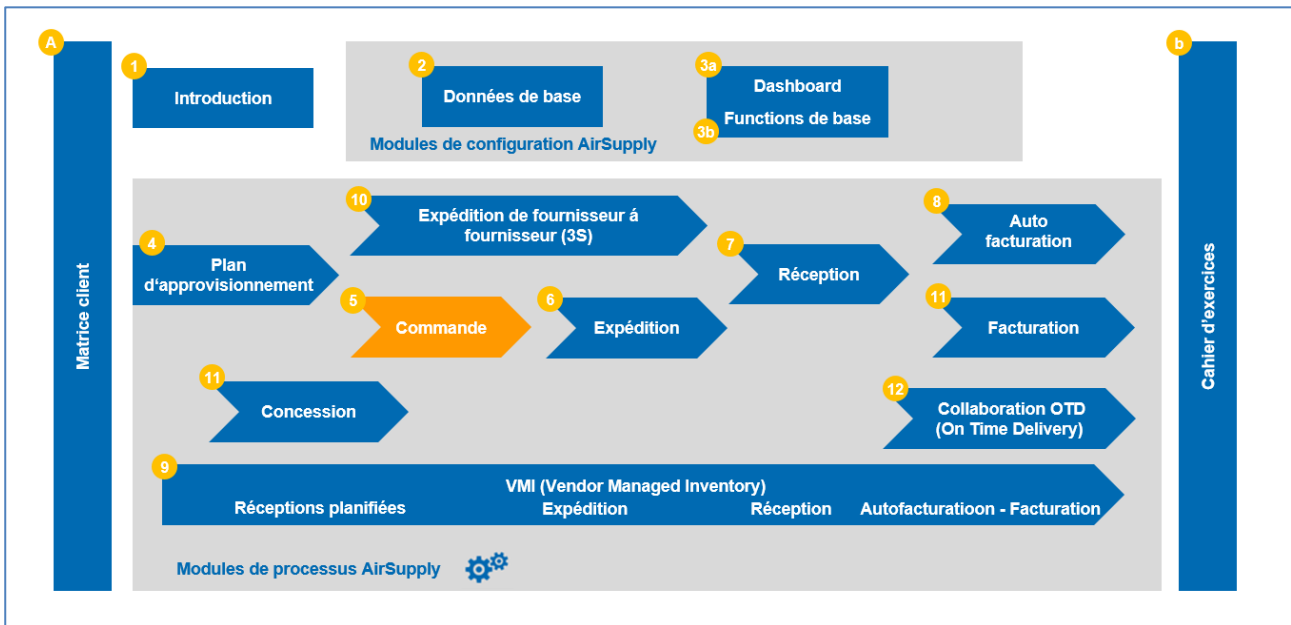 A
Matrice client
1
Introduction
2
Données de base
3a
Dashboard
3b
Functions de base
Modules de configuration AirSupply
b
Cahier d'exercices
10
Expédition de fournisseur á
fournisseur (3S)
4
Plan
d‘approvisionnement
5
Commande
6
Expédition
7
Réception
8
Auto
facturation
11
Facturation
11
Concession
12
Collaboration OTD
(On Time Delivery)
9
VMI (Vendor Managed Inventory)
Réceptions planifiées Expédition Réception Autofacturatioon - Facturation
Modules de processus AirSupply